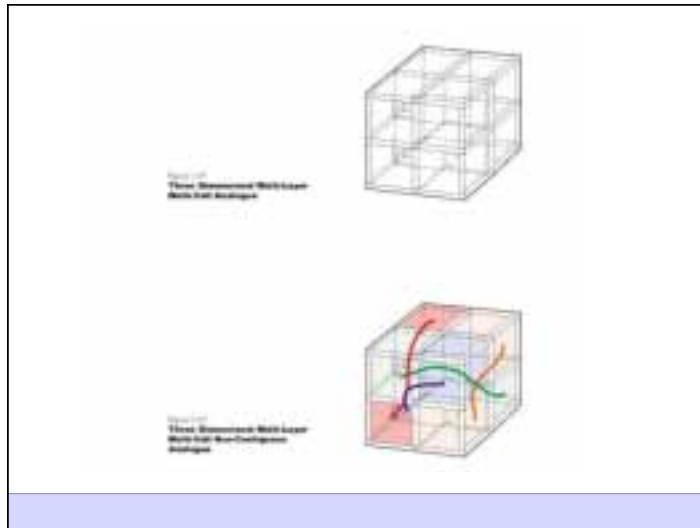 Three Dimensional Multi-Layer
Multi-Cell Analogue
Three Dimensional Multi-Layer
Multi-Cell Non-Contiguous
Analogue